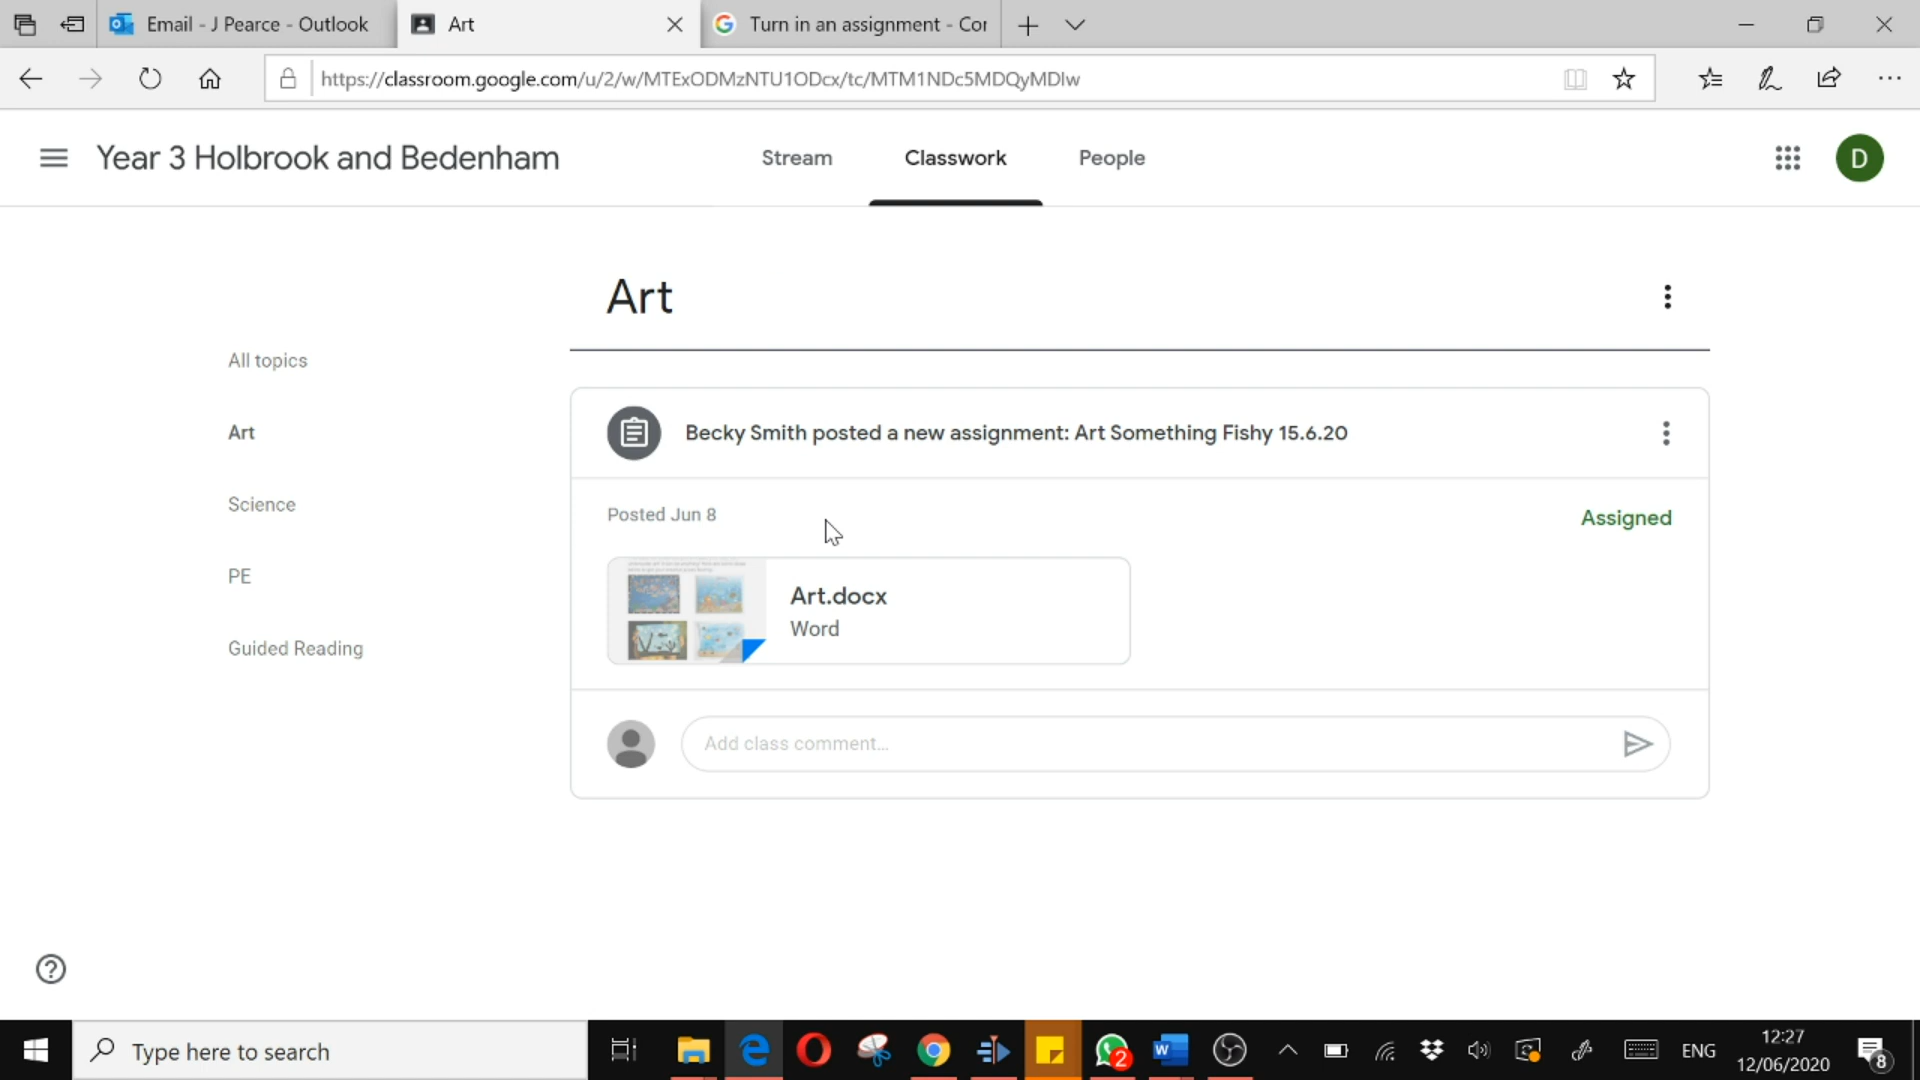 Email - J Pearce - Outlook
Art
Turn in an assignment - Cor
https://classroom.google.com/u/2/w/MTExODMzNTU1ODcx/tc/MTM1NDc5MDQyMDIw
Year 3 Holbrook and Bedenham
Stream
Classwork
People
D
Art
All topics
Art
Science
PE
Guided Reading
Becky Smith posted a new assignment: Art Something Fishy 15.6.20
Posted Jun 8
Assigned
Art.docx
Word
Add class comment...
Type here to search
2
ENG
12:27
12/06/2020
8